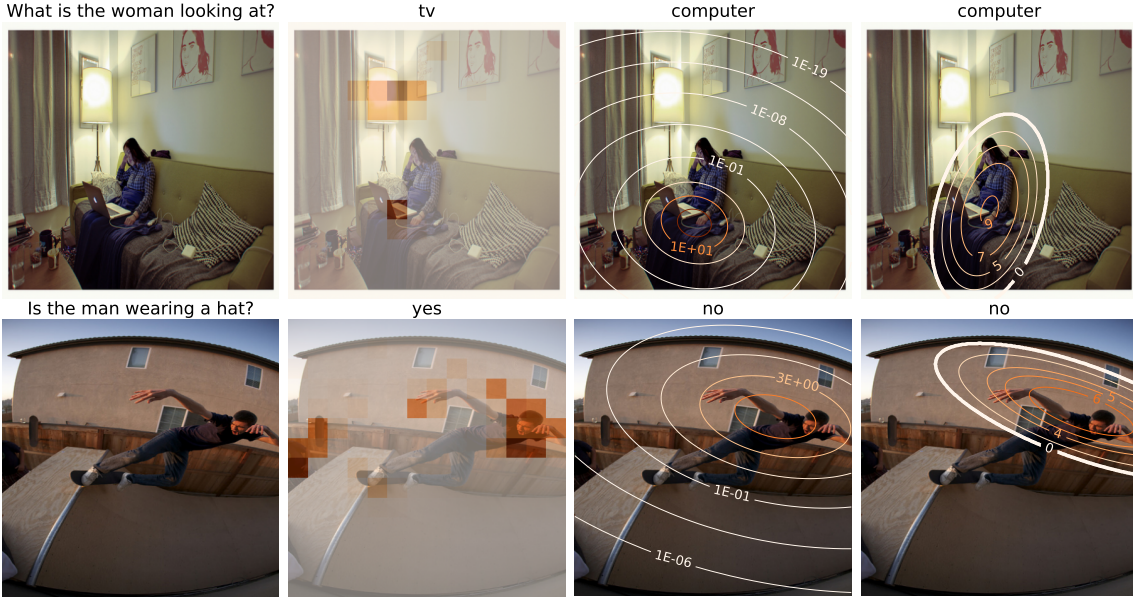 What is the woman looking at?
tv
computer
computer
1E-19
1E-08
1E-01
1E+01
9
7
5
0
Is the man wearing a hat?
yes
no
no
3E+00
1E-01
1E-06
6
5
4
0